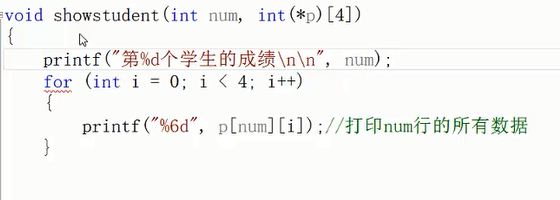 void showstudent(int num, int(*p)[4])
{
printf("第%d个学生的成绩\n\n", num);
for (int i = 0; i < 4; i++)
{
printf("%6d", p[num][i]);//打印num行的所有数据
}